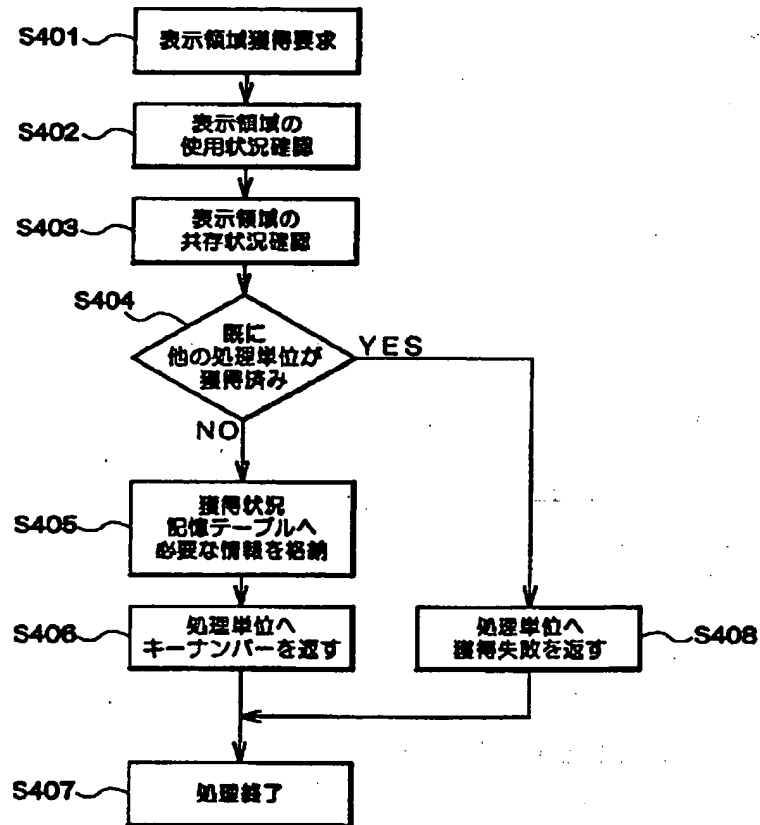 S401
表示領域獲得要求
S402
表示領域の
使用状況確認
S403
表示領域の
共存状況確認
S404
既に
他の処理単位が
獲得済み
YES
NO
S405
獲得状況
記憶テーブルへ
必要な情報を格納
S406
処理単位へ
キーナンバーを返す
処理単位へ
獲得失敗を返す
S408
S407
処理終了